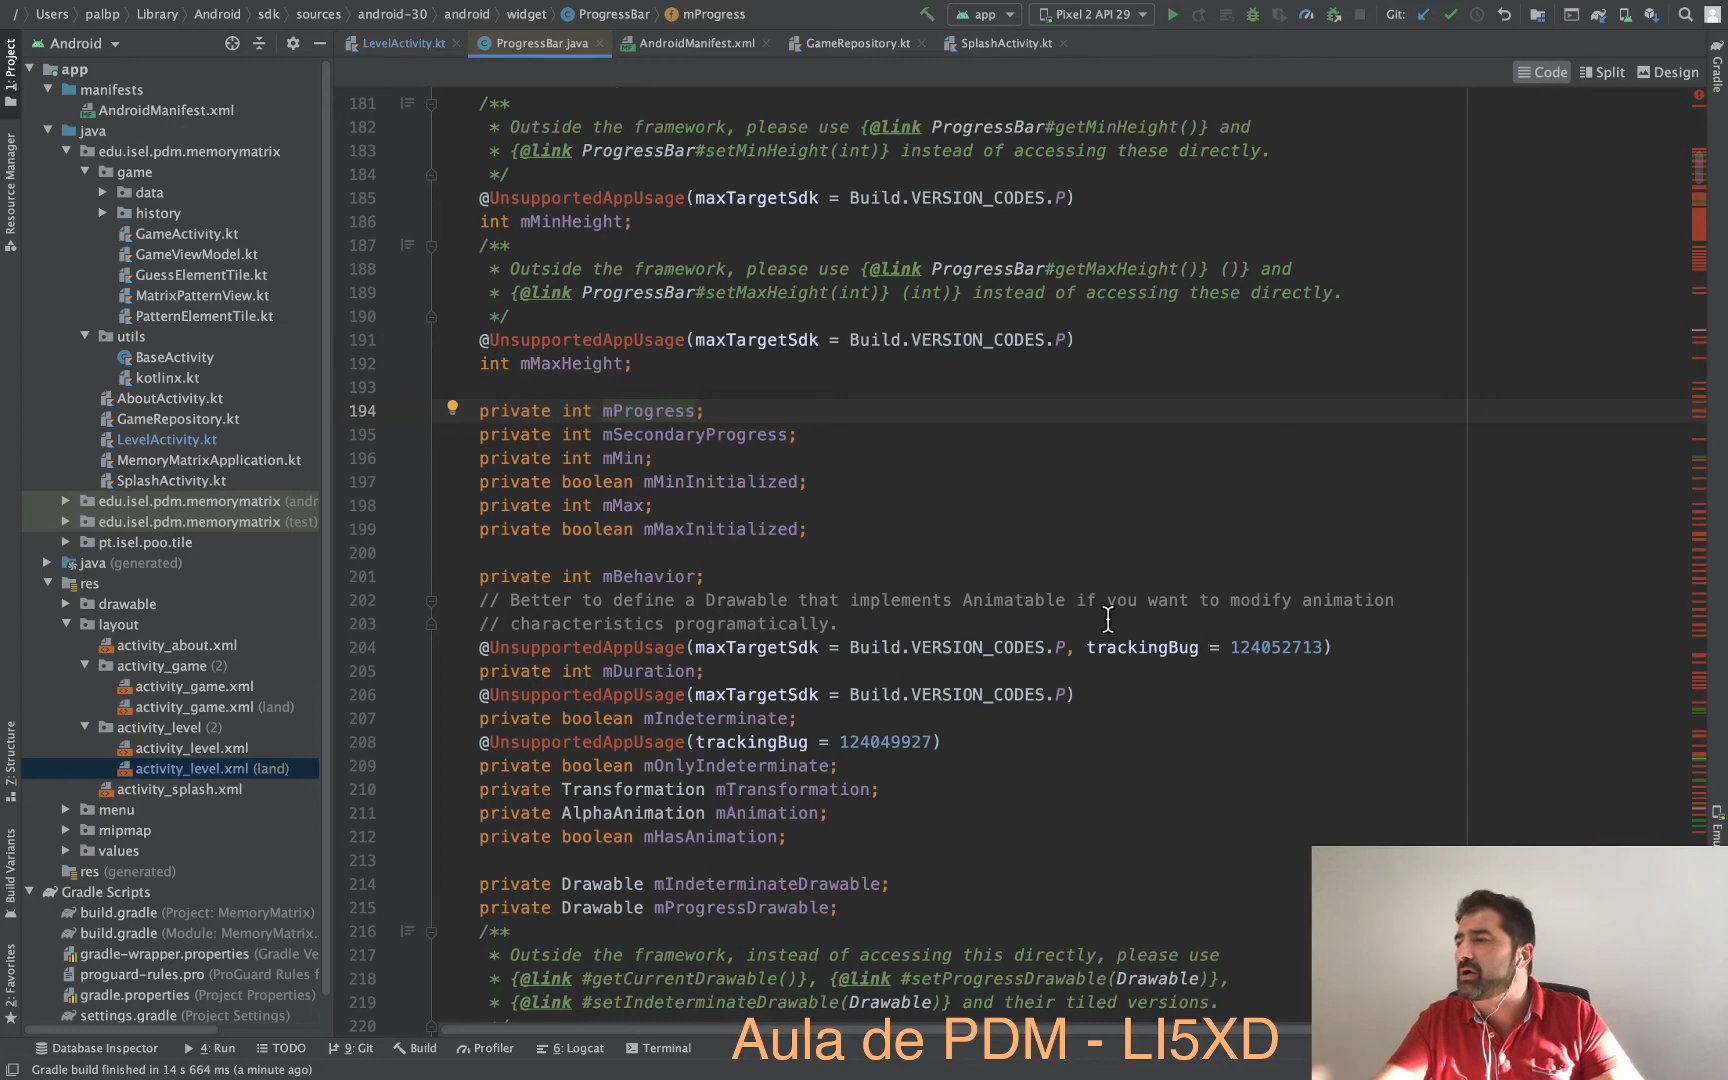 / Users palbp Library Android sdk sources android-30 android widget ProgressBar mProgress app Pixel 2 API 29 Git:
Android LevelActivity.kt ProgressBar.java AndroidManifest.xml GameRepository.kt SplashActivity.kt
Code Split Design
1: Project
Resource Manager
Z: Structure
Build Variants
2: Favorites
Gradle
app
manifests
AndroidManifest.xml
java
edu.isel.pdm.memorymatrix
game
data
history
GameActivity.kt
GameViewModel.kt
GuessElementTile.kt
MatrixPatternView.kt
PatternElementTile.kt
utils
BaseActivity
kotlinx.kt
AboutActivity.kt
GameRepository.kt
LevelActivity.kt
MemoryMatrixApplication.kt
SplashActivity.kt
edu.isel.pdm.memorymatrix (andr
edu.isel.pdm.memorymatrix (test)
pt.isel.poo.tile
java (generated)
res
drawable
layout
activity_about.xml
activity_game (2)
activity_game.xml
activity_game.xml (land)
activity_level (2)
activity_level.xml
activity_level.xml (land)
activity_splash.xml
menu
mipmap
values
res (generated)
Gradle Scripts
build.gradle (Project: MemoryMatrix)
build.gradle (Module: MemoryMatrix.
gradle-wrapper.properties (Gradle Ve
proguard-rules.pro (ProGuard Rules f
gradle.properties (Project Properties)
settings.gradle (Project Settings)
181 /**
182 * Outside the framework, please use {@link ProgressBar#getMinHeight()} and
183 * {@link ProgressBar#setMinHeight(int)} instead of accessing these directly.
184 */
185 @UnsupportedAppUsage(maxTargetSdk = Build.VERSION_CODES.P)
186 int mMinHeight;
187 /**
188 * Outside the framework, please use {@link ProgressBar#getMaxHeight()} ()} and
189 * {@link ProgressBar#setMaxHeight(int)} (int)} instead of accessing these directly.
190 */
191 @UnsupportedAppUsage(maxTargetSdk = Build.VERSION_CODES.P)
192 int mMaxHeight;
193
194 private int mProgress;
195 private int mSecondaryProgress;
196 private int mMin;
197 private boolean mMinInitialized;
198 private int mMax;
199 private boolean mMaxInitialized;
200
201 private int mBehavior;
202 // Better to define a Drawable that implements Animatable if you want to modify animation
203 // characteristics programatically.
204 @UnsupportedAppUsage(maxTargetSdk = Build.VERSION_CODES.P, trackingBug = 124052713)
205 private int mDuration;
206 @UnsupportedAppUsage(maxTargetSdk = Build.VERSION_CODES.P)
207 private boolean mIndeterminate;
208 @UnsupportedAppUsage(trackingBug = 124049927)
209 private boolean mOnlyIndeterminate;
210 private Transformation mTransformation;
211 private AlphaAnimation mAnimation;
212 private boolean mHasAnimation;
213
214 private Drawable mIndeterminateDrawable;
215 private Drawable mProgressDrawable;
216 /**
217 * Outside the framework, instead of accessing this directly, please use
218 * {@link #getCurrentDrawable()}, {@link #setProgressDrawable(Drawable)},
219 * {@link #setIndeterminateDrawable(Drawable)} and their tiled versions.
220
Aula de PDM - LI5XD
Database Inspector 4: Run TODO 9: Git Build Profiler 6: Logcat Terminal
Gradle build finished in 14 s 664 ms (a minute ago)